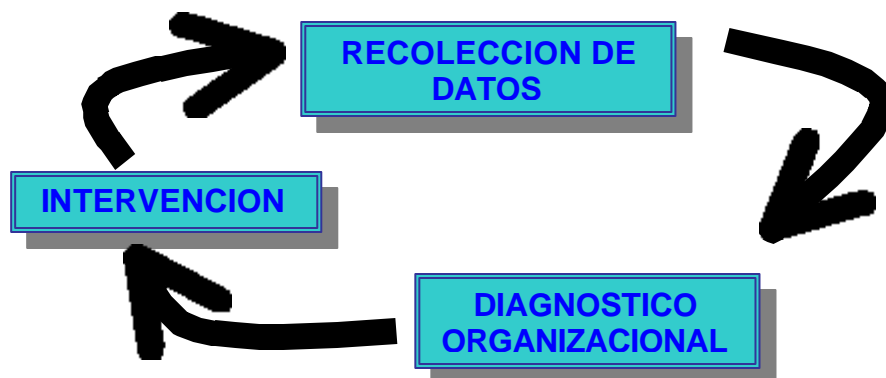 RECOLECCION DE
DATOS
INTERVENCION
DIAGNOSTICO
ORGANIZACIONAL